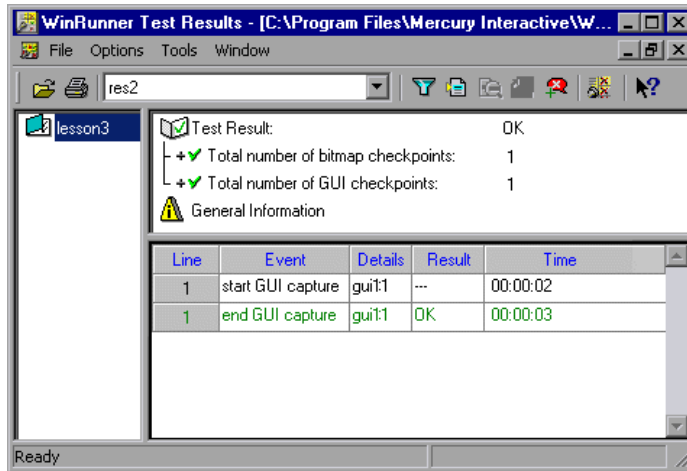 WinRunner Test Results - [C:\Program Files\Mercury Interactive\W...
File Options Tools Window
res2
lesson3
Test Result: OK
Total number of bitmap checkpoints: 1
Total number of GUI checkpoints: 1
General Information
Line Event Details Result Time
1 start GUI capture gui1:1 --- 00:00:02
1 end GUI capture gui1:1 OK 00:00:03
Ready